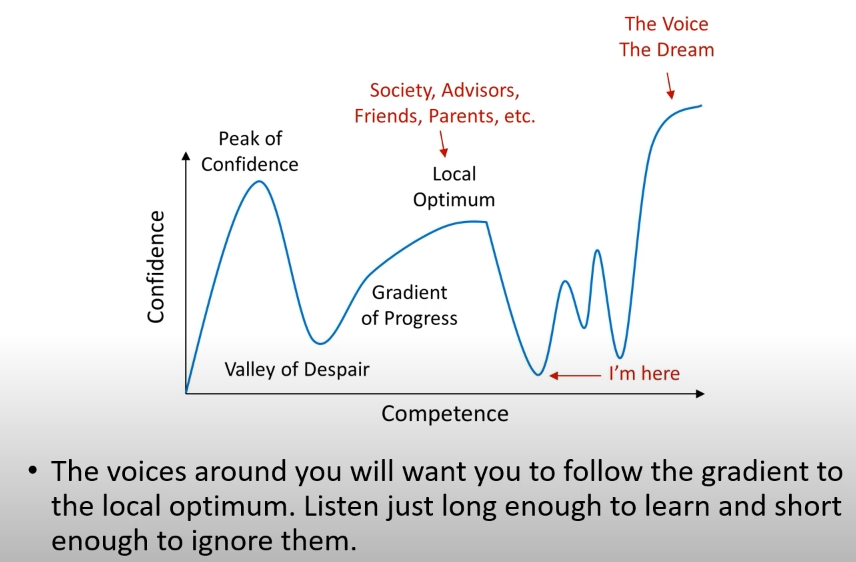 The Voice
The Dream
Society, Advisors,
Friends, Parents, etc.
Peak of
Confidence
Local
Optimum
Confidence
Gradient
of Progress
Valley of Despair
I'm here
Competence
• The voices around you will want you to follow the gradient to
the local optimum. Listen just long enough to learn and short
enough to ignore them.